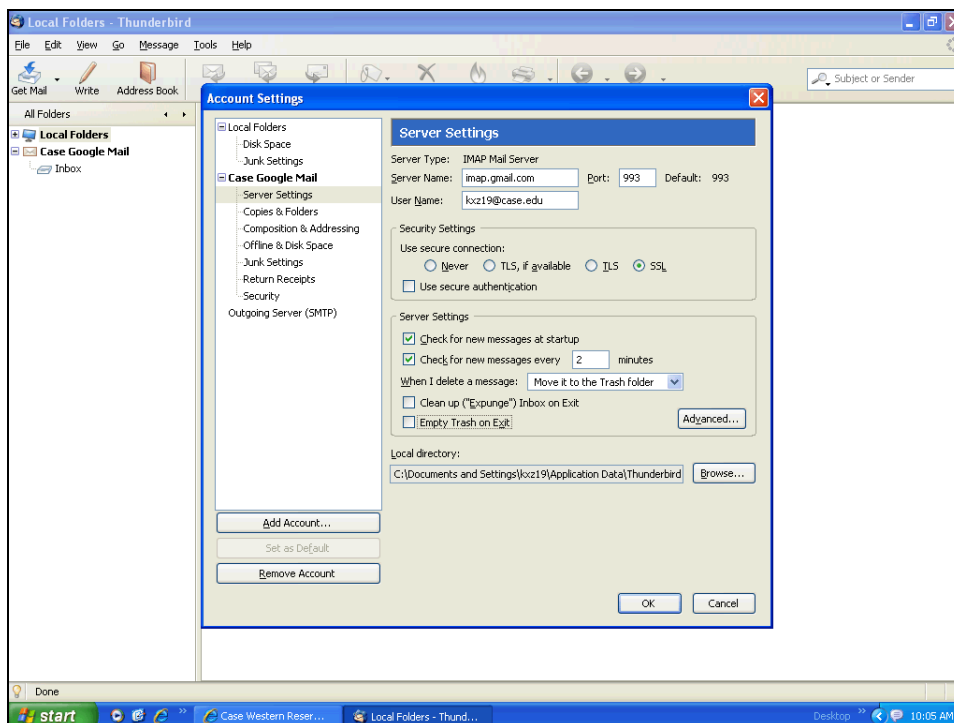 Local Folders - Thunderbird
File Edit View Go Message Tools Help
Get Mail Write Address Book
Subject or Sender
All Folders
Local Folders
Case Google Mail
Inbox
Account Settings
Local Folders
Disk Space
Junk Settings
Case Google Mail
Server Settings
Copies & Folders
Composition & Addressing
Offline & Disk Space
Junk Settings
Return Receipts
Security
Outgoing Server (SMTP)
Add Account...
Set as Default
Remove Account
Server Settings
Server Type: IMAP Mail Server
Server Name: imap.gmail.com Port: 993 Default: 993
User Name: kxz19@case.edu
Security Settings
Use secure connection:
Never TLS, if available TLS SSL
Use secure authentication
Server Settings
Check for new messages at startup
Check for new messages every 2 minutes
When I delete a message: Move it to the Trash folder
Clean up ("Expunge") Inbox on Exit
Empty Trash on Exit
Advanced...
Local directory:
C:\Documents and Settings\kxz19\Application Data\Thunderbird
Browse...
OK Cancel
Done
start Case Western Reser... Local Folders - Thund... Desktop 10:05 AM